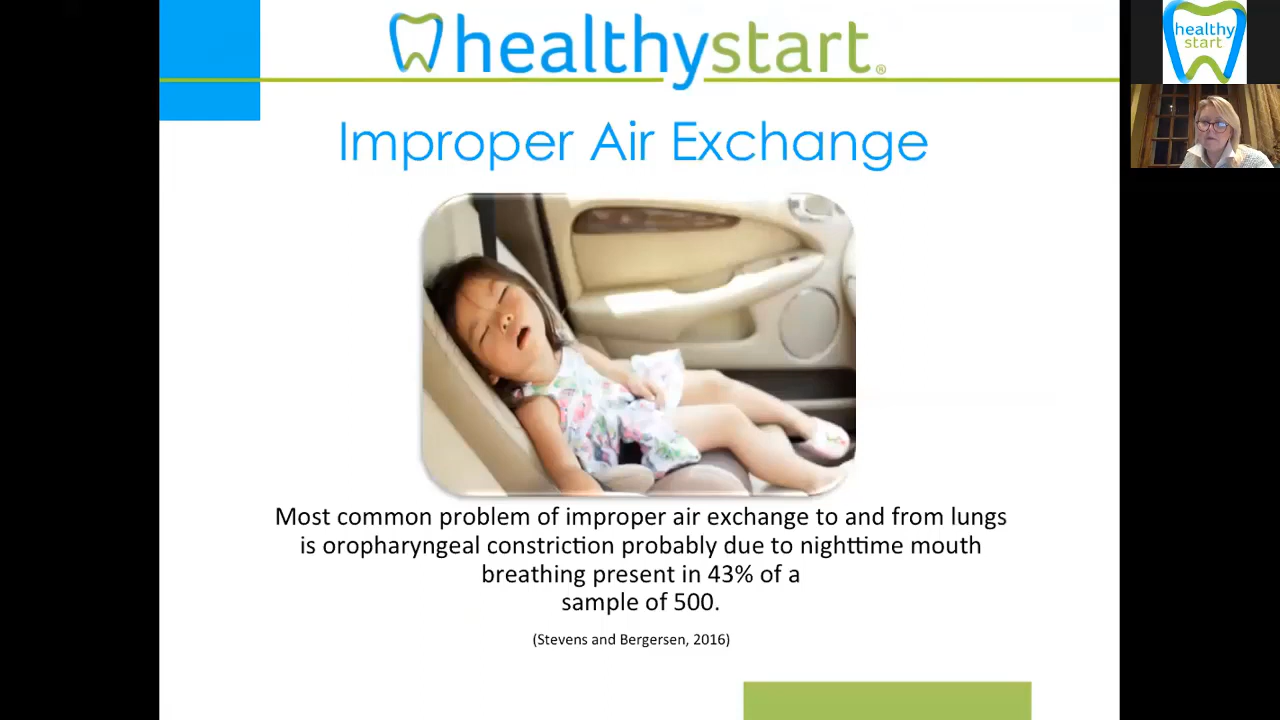 healthystart®
healthy
start
Improper Air Exchange
Most common problem of improper air exchange to and from lungs
is oropharyngeal constriction probably due to nighttime mouth
breathing present in 43% of a
sample of 500.
(Stevens and Bergersen, 2016)